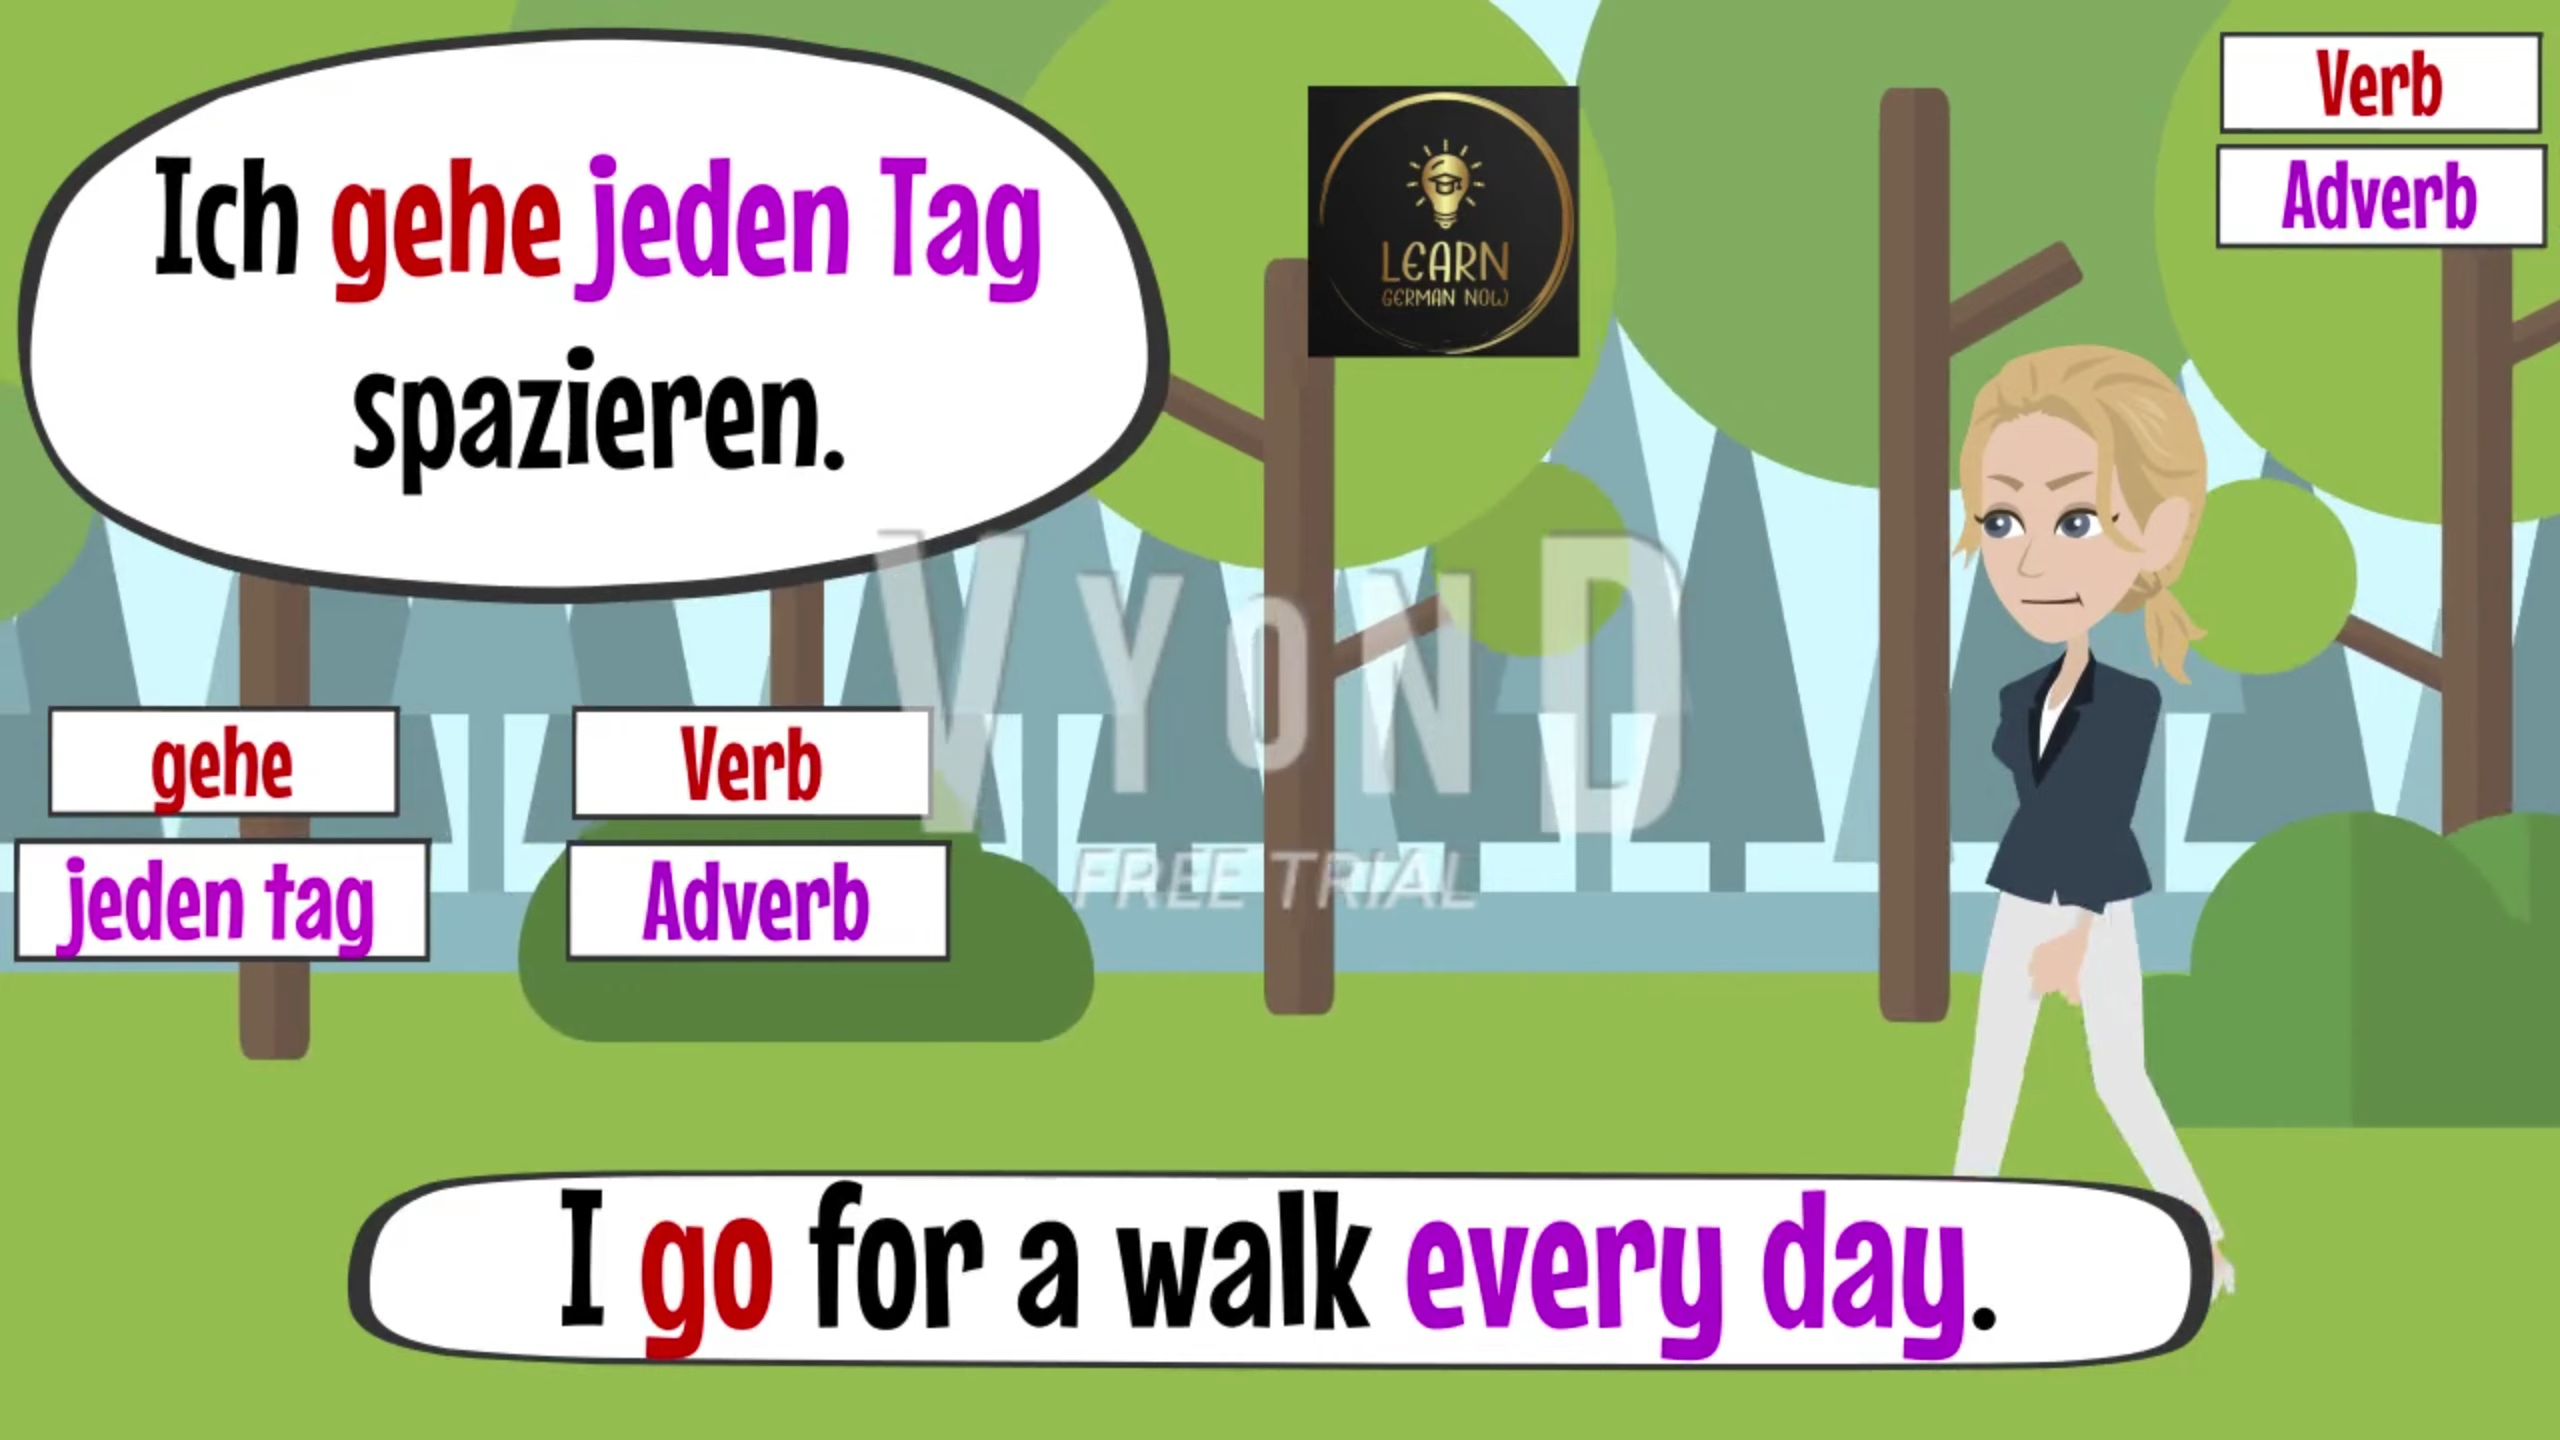 Ich gehe jeden Tag
spazieren.
LEARN
GERMAN NOW
Verb
Adverb
VYOND
FREE TRIAL
gehe
Verb
jeden tag
Adverb
I go for a walk every day.